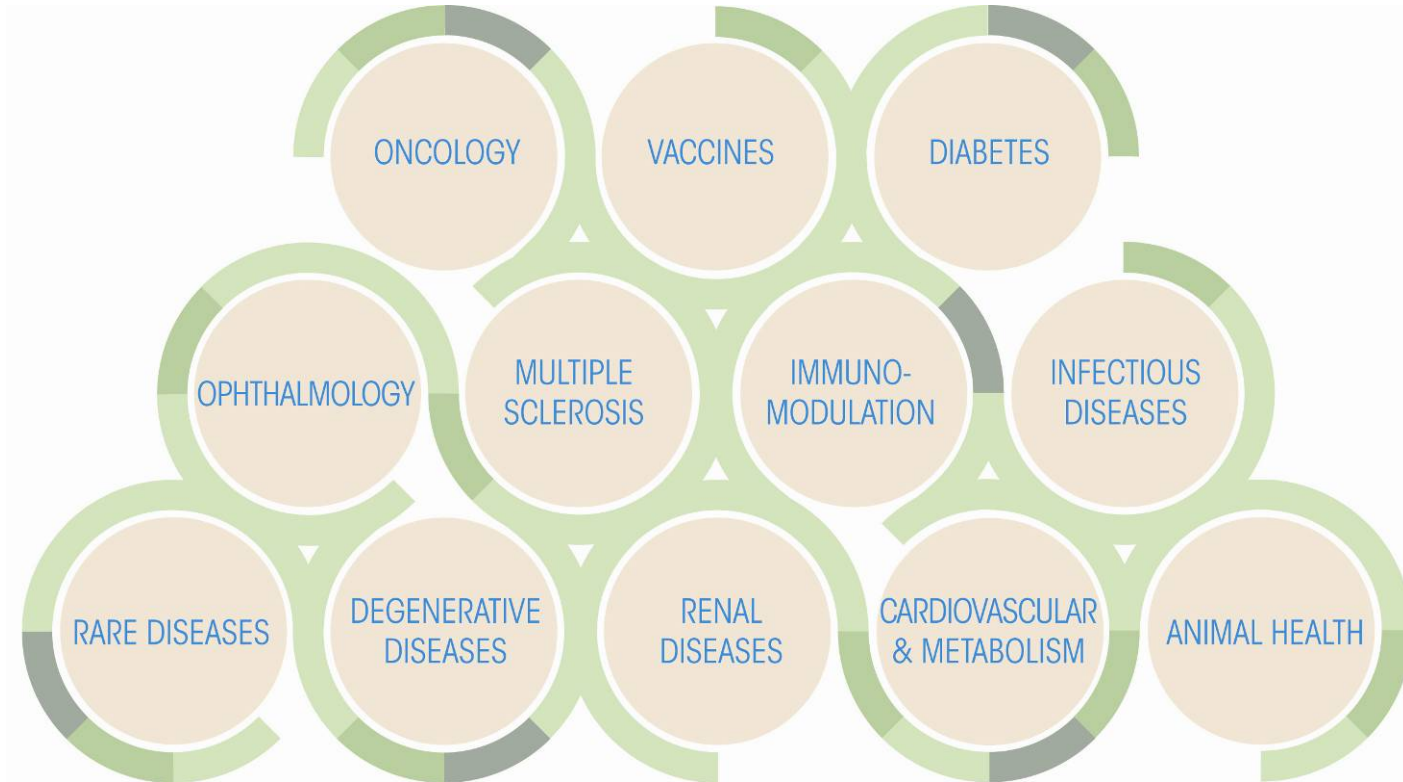 ONCOLOGY
VACCINES
DIABETES
OPHTHALMOLOGY
MULTIPLE
SCLEROSIS
IMMUNO-
MODULATION
INFECTIOUS
DISEASES
RARE DISEASES
DEGENERATIVE
DISEASES
RENAL
DISEASES
CARDIOVASCULAR
& METABOLISM
ANIMAL HEALTH